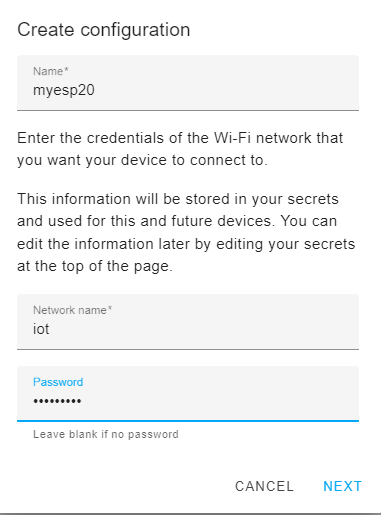 Create configuration
Name*
myesp20
Enter the credentials of the Wi-Fi network that
you want your device to connect to.
This information will be stored in your secrets
and used for this and future devices. You can
edit the information later by editing your secrets
at the top of the page.
Network name*
iot
Password
•••••••••
Leave blank if no password
CANCEL NEXT